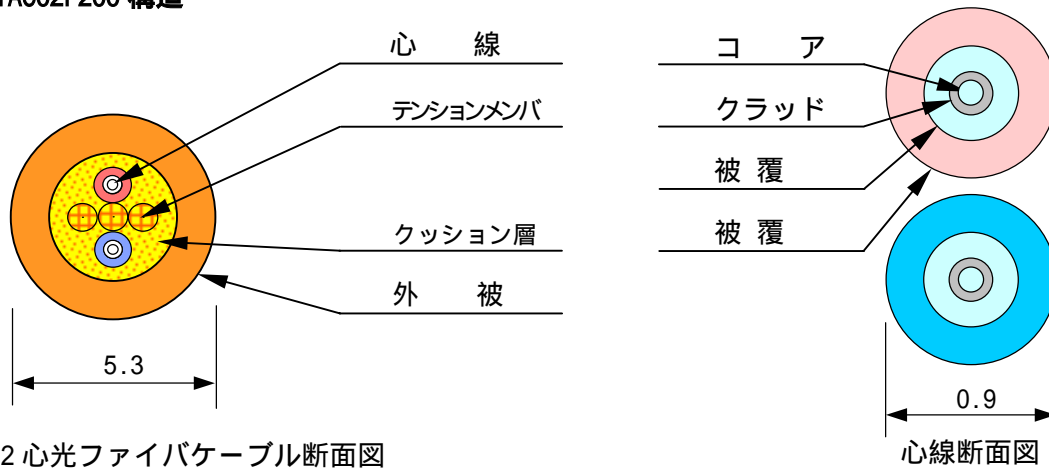 構造
心 線
テンションメンバ
クッション層
外 被
5.3
2心光ファイバケーブル断面図
コ ア
クラッド
被 覆
被 覆
0.9
心線断面図